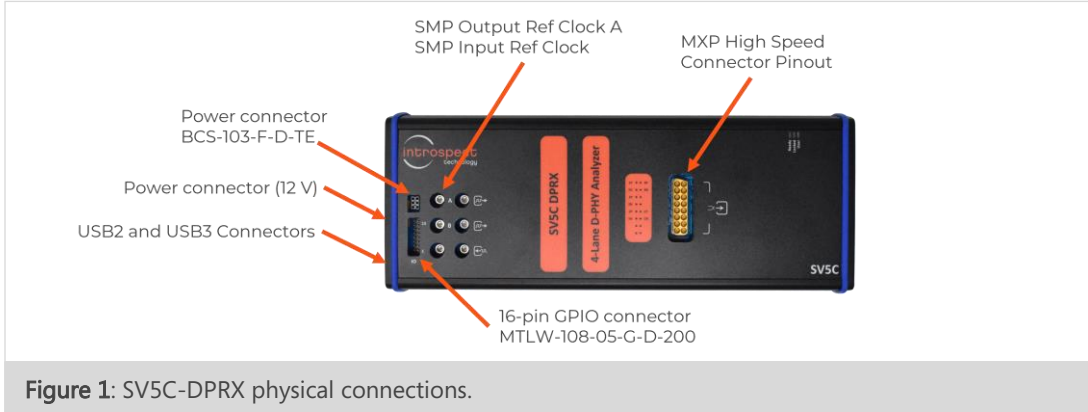 SMP Output Ref Clock A
SMP Input Ref Clock
MXP High Speed
Connector Pinout
Power connector
BCS-103-F-D-TE
Power connector (12 V)
USB2 and USB3 Connectors
introspect
technology
A
B
SV5C DPRX
4-Lane D-PHY Analyzer
SV5C
16-pin GPIO connector
MTLW-108-05-G-D-200
Figure 1: SV5C-DPRX physical connections.